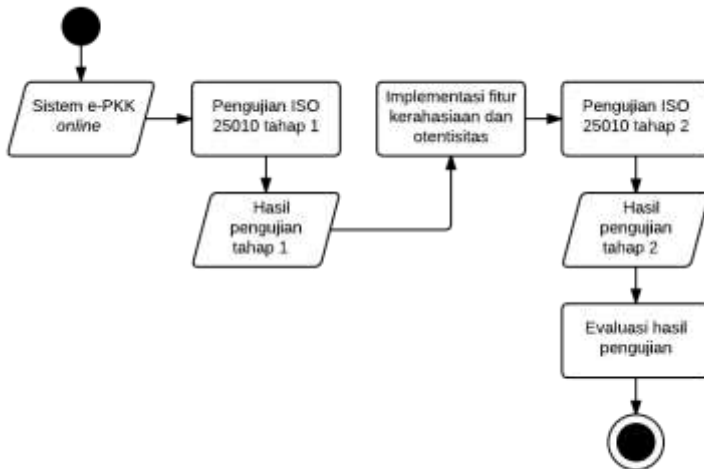 Sistem e-PKK
online
Pengujian ISO
25010 tahap 1
Hasil
pengujian
tahap 1
Implementasi fitur
kerahasiaan dan
otentisitas
Pengujian ISO
25010 tahap 2
Hasil
pengujian
tahap 2
Evaluasi hasil
pengujian